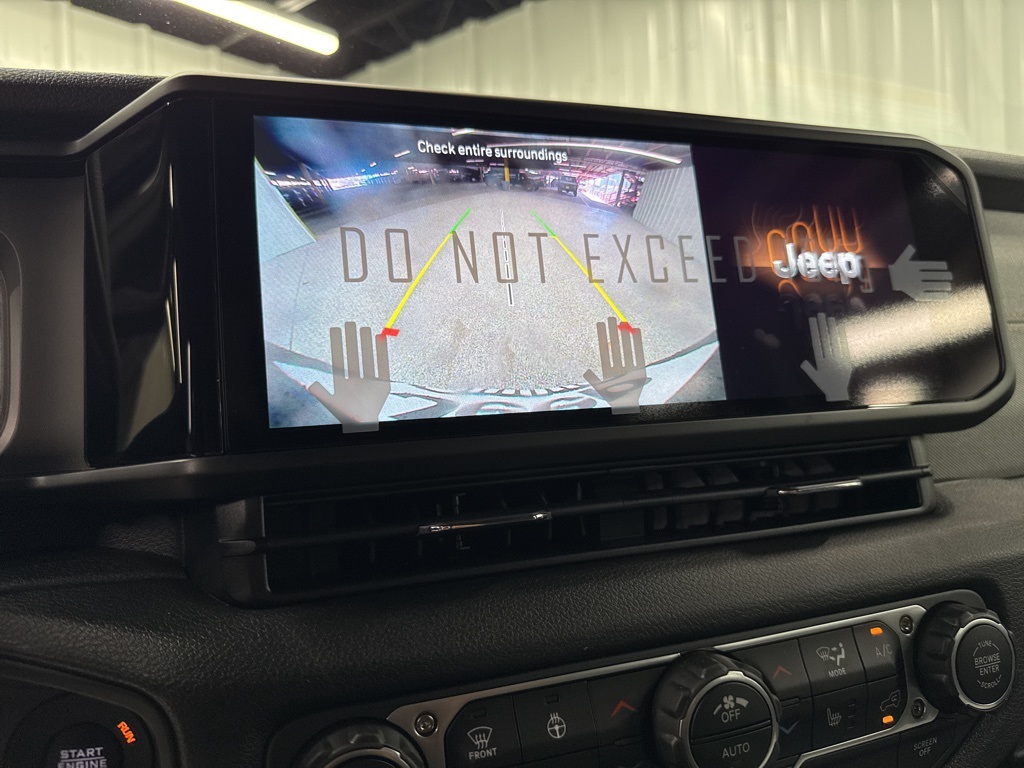 Check entire surroundings
DO NOT EXCEED
Jeep
TUNE
BROWSE
ENTER
SCROLL
A/C
MODE
OFF
AUTO
FRONT
SCREEN
OFF
RUN
START
ENGINE